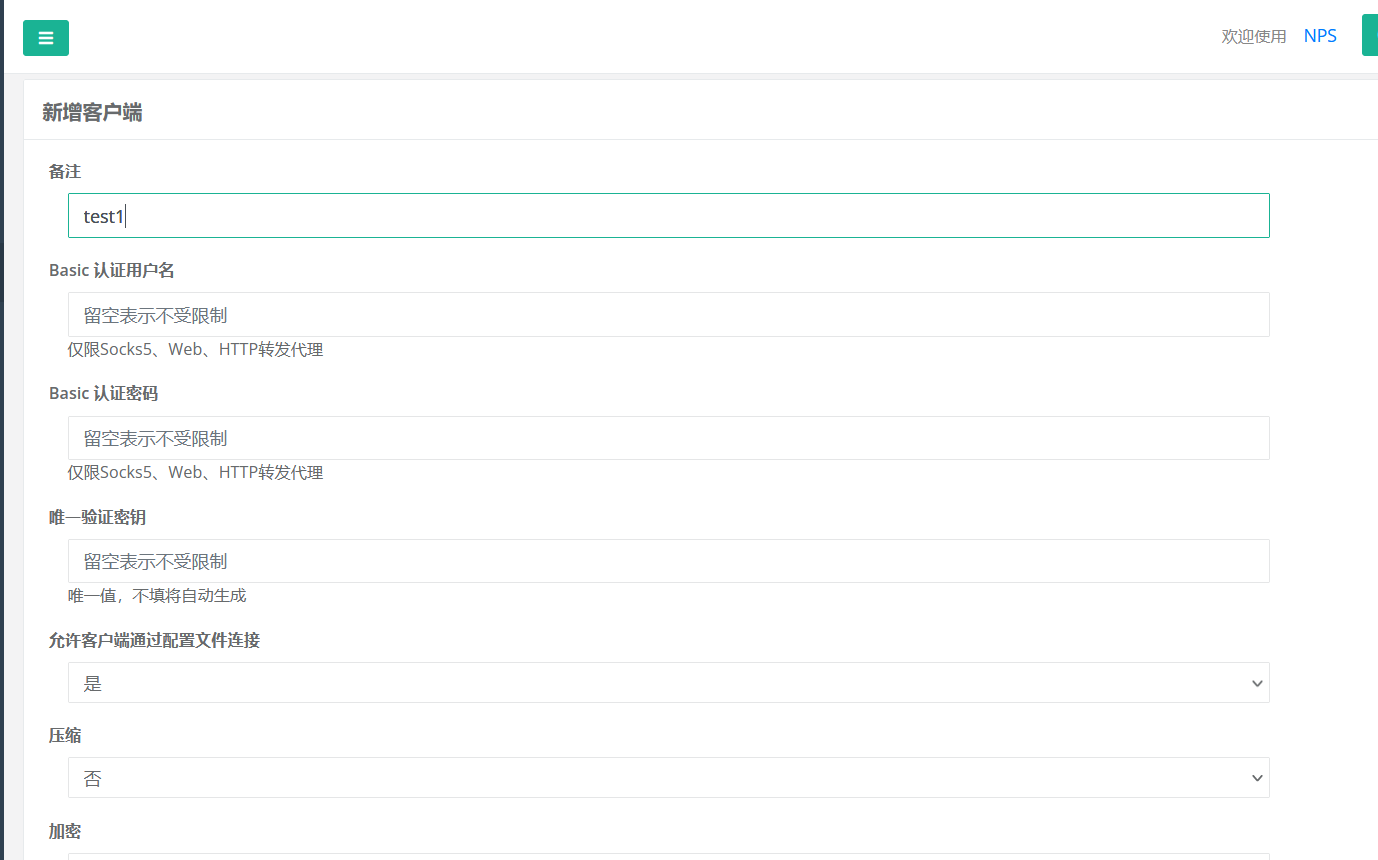 欢迎使用 NPS
新增客户端
备注
test1
Basic 认证用户名
留空表示不受限制
仅限Socks5、Web、HTTP转发代理
Basic 认证密码
留空表示不受限制
仅限Socks5、Web、HTTP转发代理
唯一验证密钥
留空表示不受限制
唯一值，不填将自动生成
允许客户端通过配置文件连接
是
压缩
否
加密